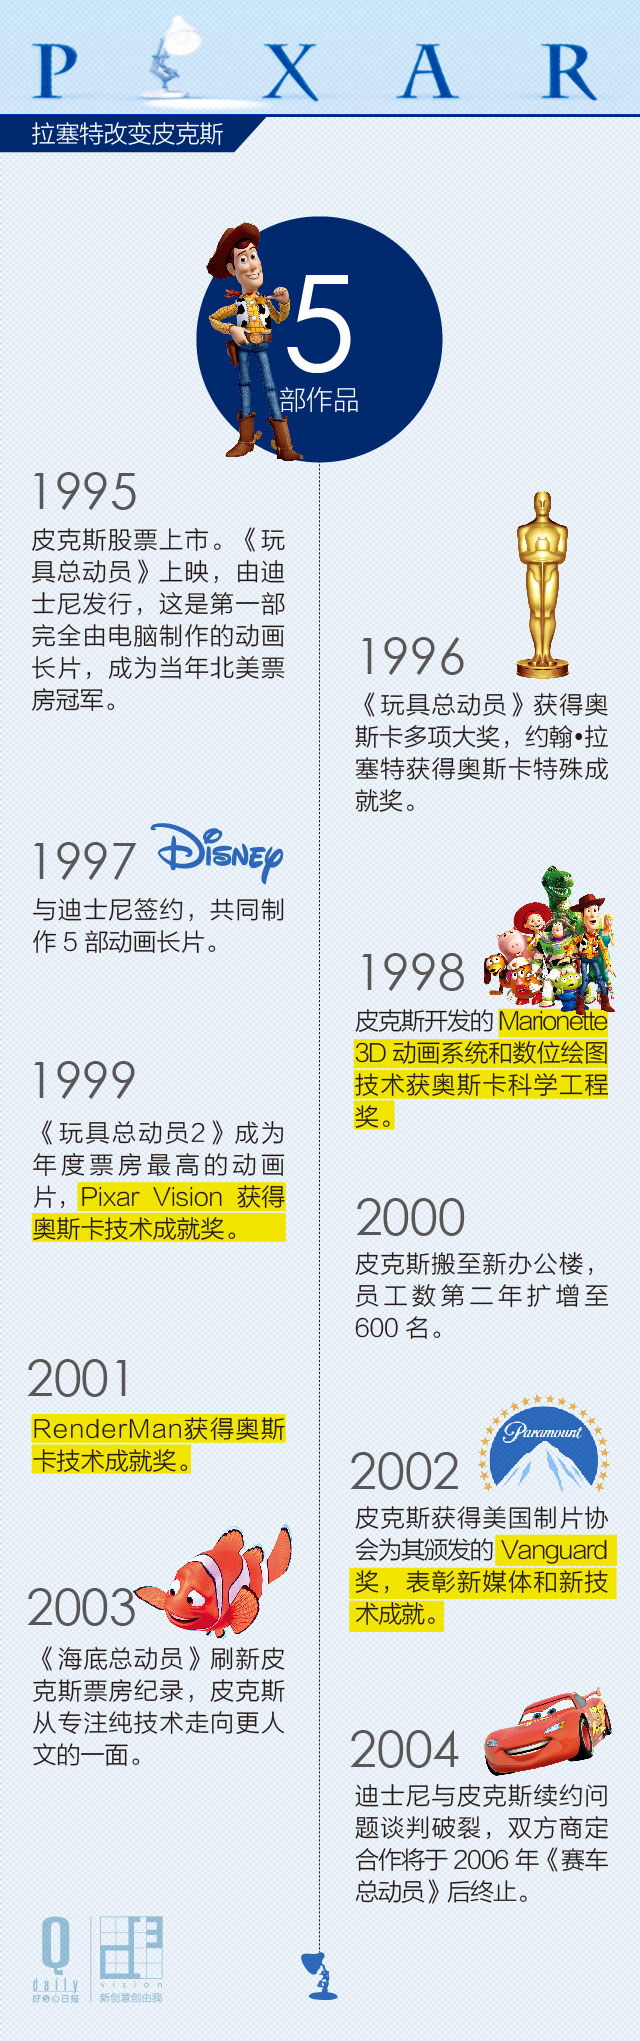 PIXAR
拉塞特改变皮克斯
5
部作品
1995
皮克斯股票上市。《玩
具总动员》上映，由迪
士尼发行，这是第一部
完全由电脑制作的动画
长片，成为当年北美票
房冠军。
1996
《玩具总动员》获得奥
斯卡多项大奖，约翰•拉
塞特获得奥斯卡特殊成
就奖。
1997
DISNEY
与迪士尼签约，共同制
作 5 部动画长片。
1998
皮克斯开发的 Marionette
3D 动画系统和数位绘图
技术获奥斯卡科学工程
奖。
1999
《玩具总动员2》成为
年度票房最高的动画
片，Pixar Vision 获得
奥斯卡技术成就奖。
2000
皮克斯搬至新办公楼，
员工数第二年扩增至
600 名。
2001
RenderMan获得奥斯
卡技术成就奖。
2002
Paramount
皮克斯获得美国制片协
会为其颁发的 Vanguard
奖，表彰新媒体和新技
术成就。
2003
《海底总动员》刷新皮
克斯票房纪录，皮克斯
从专注纯技术走向更人
文的一面。
2004
迪士尼与皮克斯续约问
题谈判破裂，双方商定
合作将于 2006 年《赛车
总动员》后终止。
Q
daily
好奇心日报
d3
vision
新创意创由我